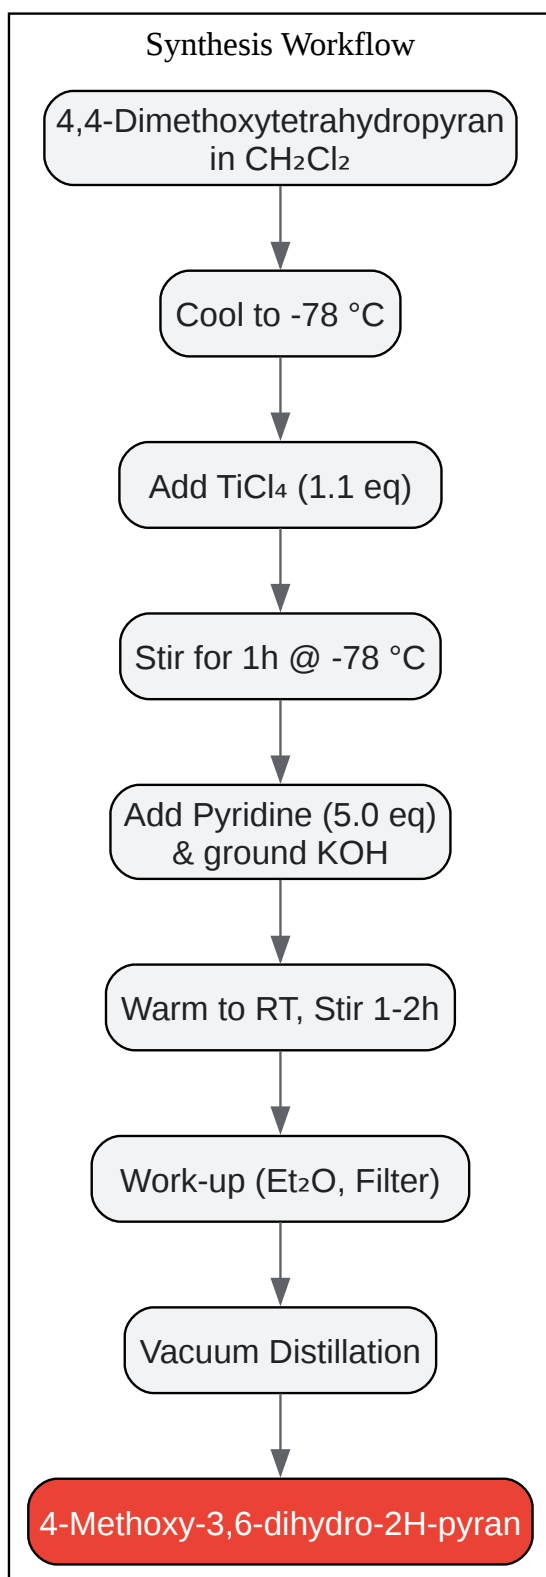 Synthesis Workflow
4,4-Dimethoxytetrahydropyran
in CH₂Cl₂
Cool to -78 °C
Add TiCl₄ (1.1 eq)
Stir for 1h @ -78 °C
Add Pyridine (5.0 eq)
& ground KOH
Warm to RT, Stir 1-2h
Work-up (Et₂O, Filter)
Vacuum Distillation
4-Methoxy-3,6-dihydro-2H-pyran